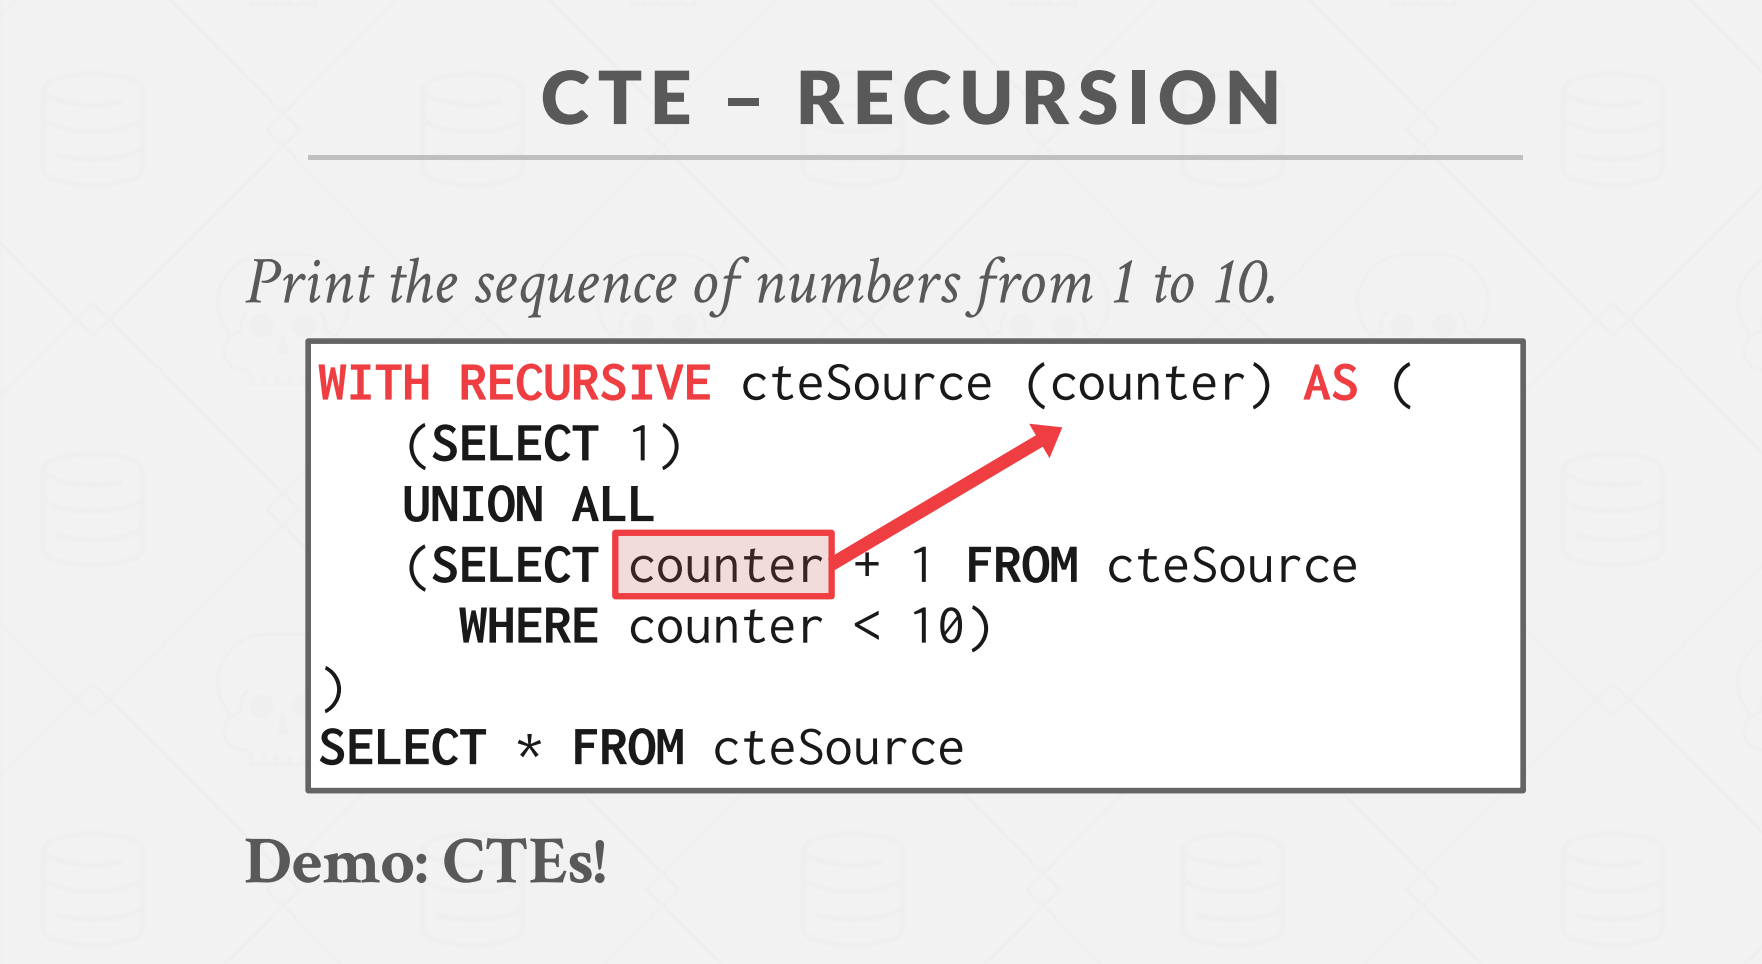 CTE – RECURSION
Print the sequence of numbers from 1 to 10.
WITH RECURSIVE cteSource (counter) AS (
(SELECT 1)
UNION ALL
(SELECT counter + 1 FROM cteSource
WHERE counter < 10)
)
SELECT * FROM cteSource
Demo: CTEs!